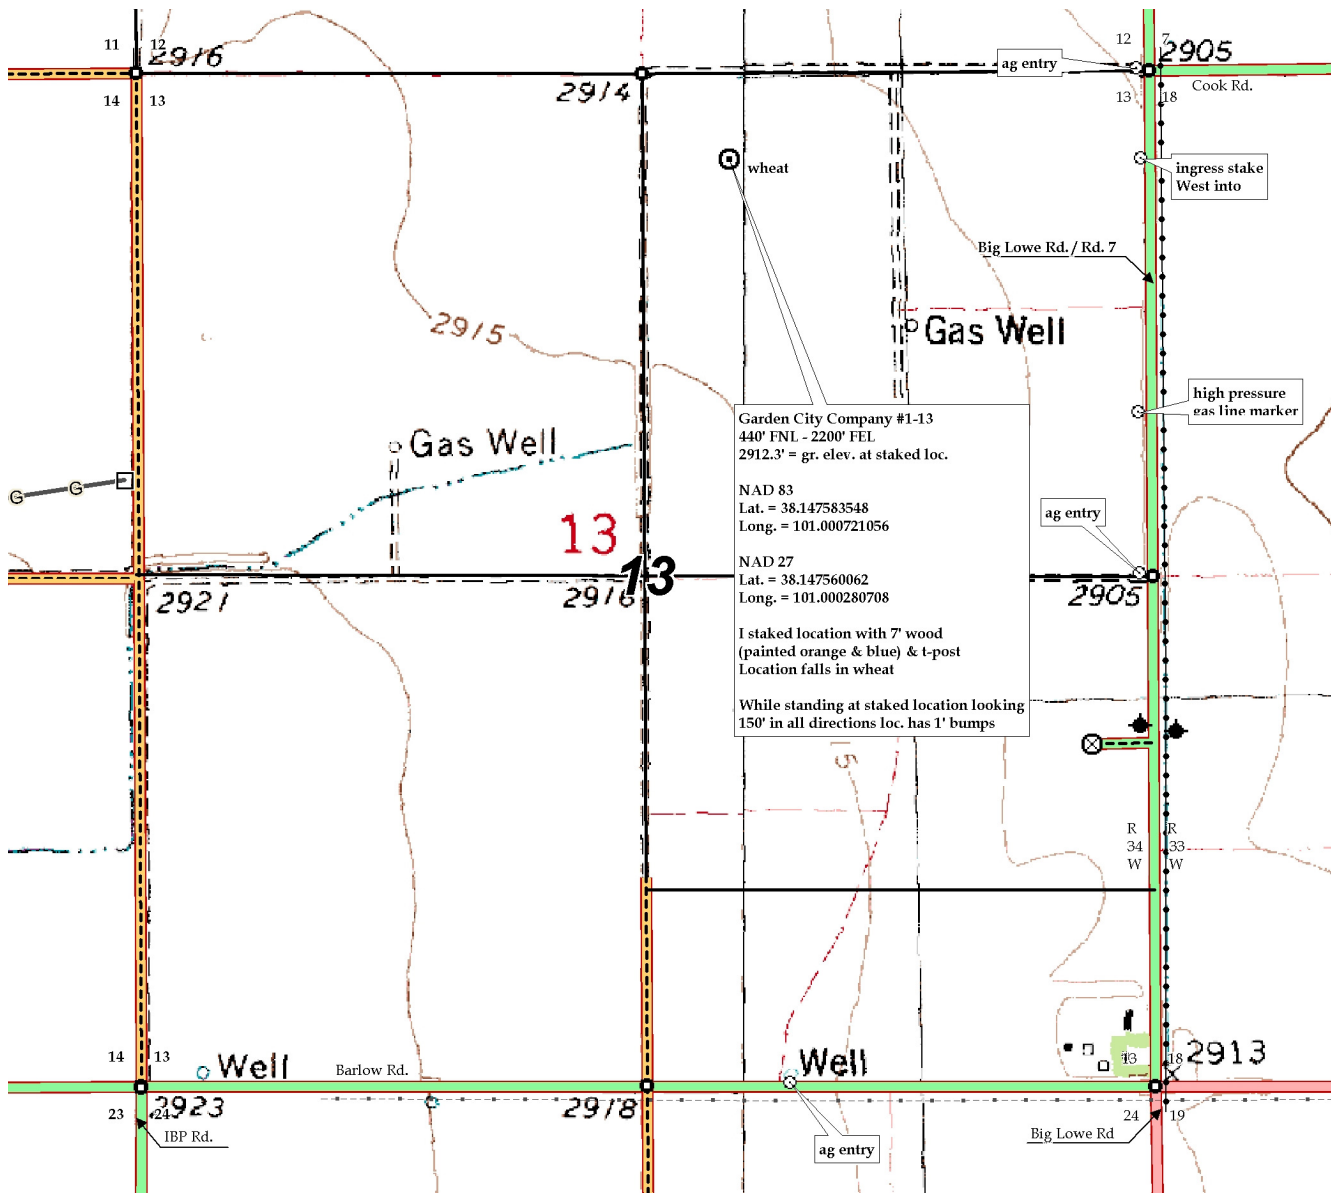 11 12
2916
14 13
2914
ag entry
12 7
2905
13 18
Cook Rd.
wheat
ingress stake
West into
Big Lowe Rd. / Rd. 7
2915
Gas Well
Gas Well
high pressure
gas line marker
Garden City Company #1-13
440' FNL - 2200' FEL
2912.3' = gr. elev. at staked loc.
NAD 83
Lat. = 38.147583548
Long. = 101.000721056
NAD 27
Lat. = 38.147560062
Long. = 101.000280708
I staked location with 7' wood
(painted orange & blue) & t-post
Location falls in wheat
While standing at staked location looking
150' in all directions loc. has 1' bumps
G G
13
ag entry
13
2921
2916
2905
R R
34 33
W W
14 13
Well
Barlow Rd.
Well
13 18
2913
23 24
2923
2918
IBP Rd.
ag entry
Big Lowe Rd
24 19